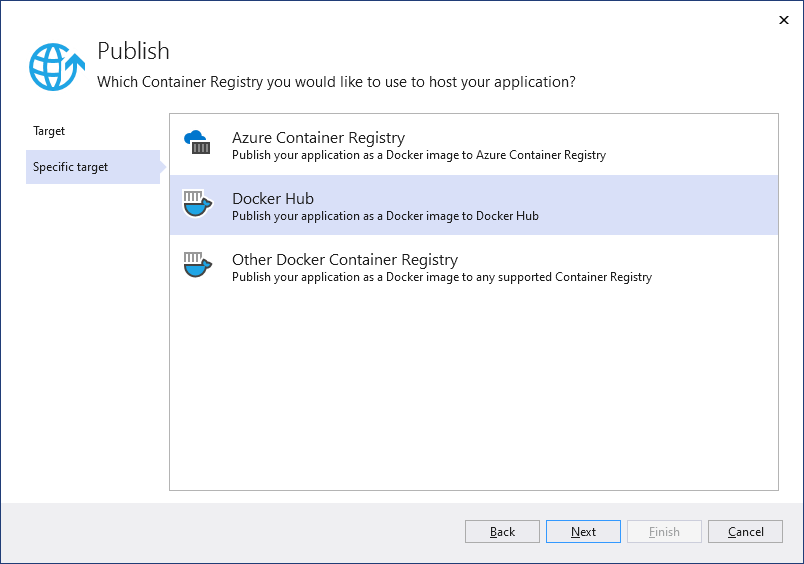 Publish
Which Container Registry you would like to use to host your application?
Target
Specific target
Azure Container Registry
Publish your application as a Docker image to Azure Container Registry
Docker Hub
Publish your application as a Docker image to Docker Hub
Other Docker Container Registry
Publish your application as a Docker image to any supported Container Registry
Back
Next
Finish
Cancel